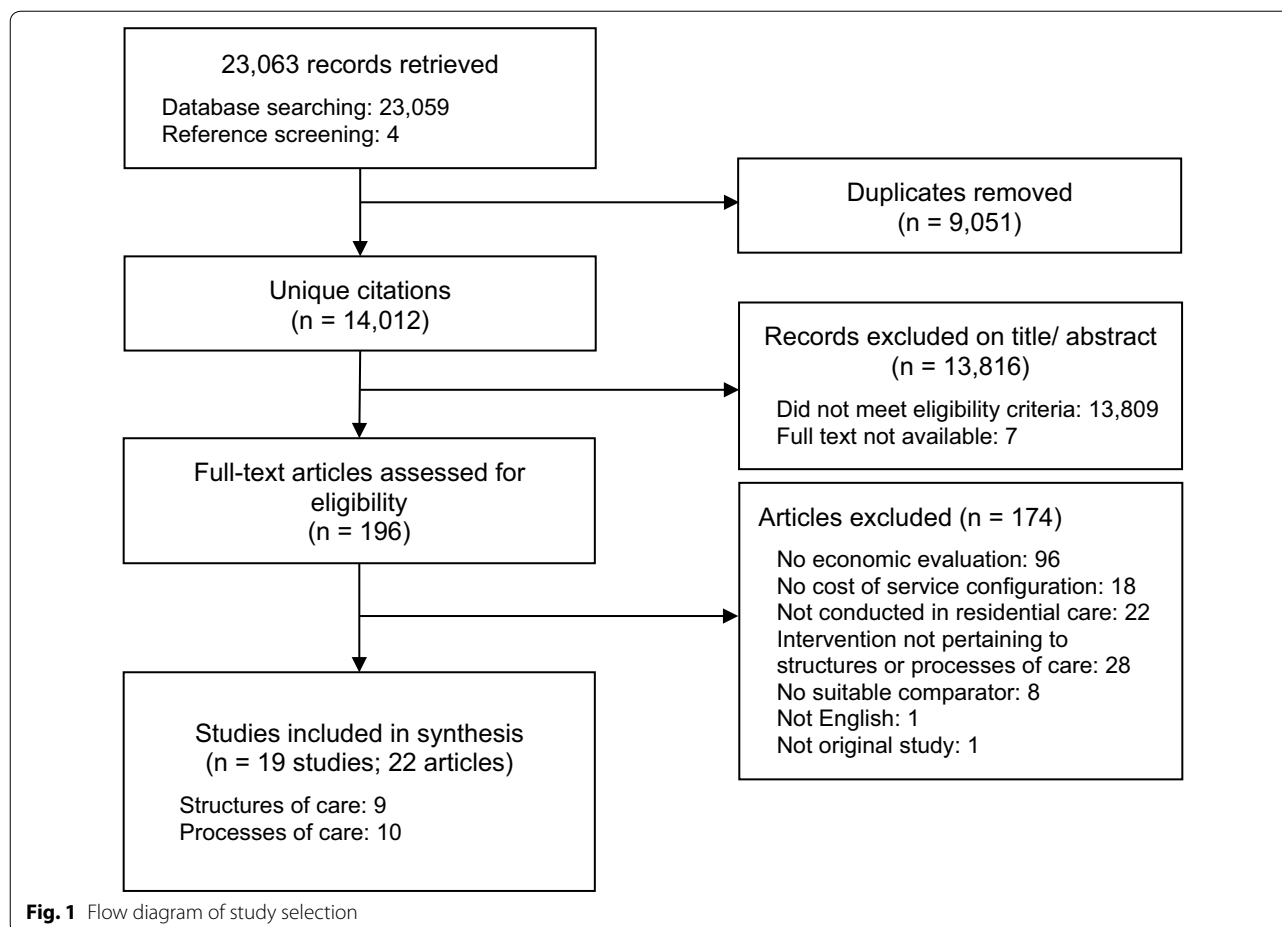 23,063 records retrieved
Database searching: 23,059
Reference screening: 4
Duplicates removed
(n = 9,051)
Unique citations
(n = 14,012)
Records excluded on title/ abstract
(n = 13,816)
Did not meet eligibility criteria: 13,809
Full text not available: 7
Full-text articles assessed for
eligibility
(n = 196)
Articles excluded (n = 174)
No economic evaluation: 96
No cost of service configuration: 18
Not conducted in residential care: 22
Intervention not pertaining to
structures or processes of care: 28
No suitable comparator: 8
Not English: 1
Not original study: 1
Studies included in synthesis
(n = 19 studies; 22 articles)
Structures of care: 9
Processes of care: 10
Fig. 1 Flow diagram of study selection